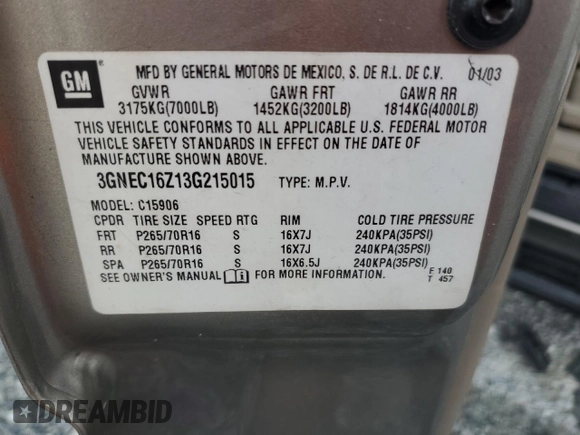 GM
MFD BY GENERAL MOTORS DE MEXICO, S. DE R.L. DE C.V. 01/03
GVWR GAWR FRT GAWR RR
3175KG(7000LB) 1452KG(3200LB) 1814KG(4000LB)
THIS VEHICLE CONFORMS TO ALL APPLICABLE U.S. FEDERAL MOTOR
VEHICLE SAFETY STANDARDS IN EFFECT ON THE DATE OF
MANUFACTURE SHOWN ABOVE.
3GNEC16Z13G215015 TYPE: M.P.V.
MODEL: C15906
CPDR TIRE SIZE SPEED RTG RIM COLD TIRE PRESSURE
FRT P265/70R16 S 16X7J 240KPA(35PSI)
RR P265/70R16 S 16X7J 240KPA(35PSI)
SPA P265/70R16 S 16X6.5J 240KPA(35PSI)
SEE OWNER'S MANUAL i FOR MORE INFORMATION. E 140
T 457
DREAMBID